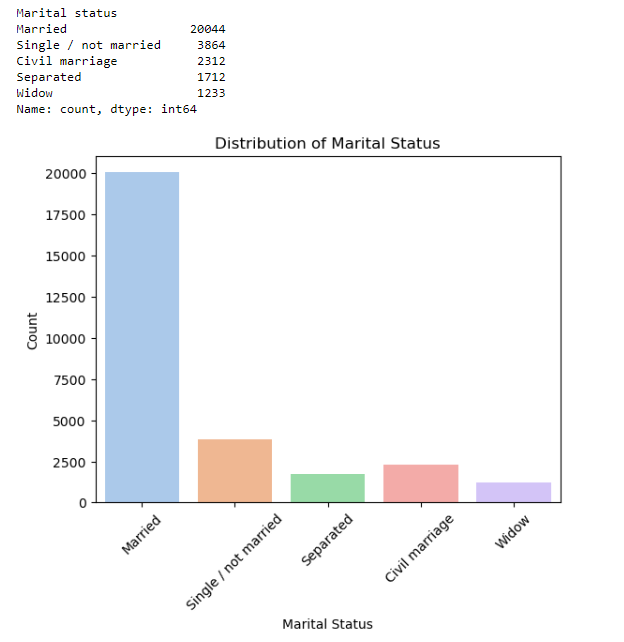 Marital status
Married 20044
Single / not married 3864
Civil marriage 2312
Separated 1712
Widow 1233
Name: count, dtype: int64
Distribution of Marital Status
20000
17500
15000
12500
10000
7500
5000
2500
0
Count
Married
Single / not married
Separated
Civil marriage
Widow
Marital Status